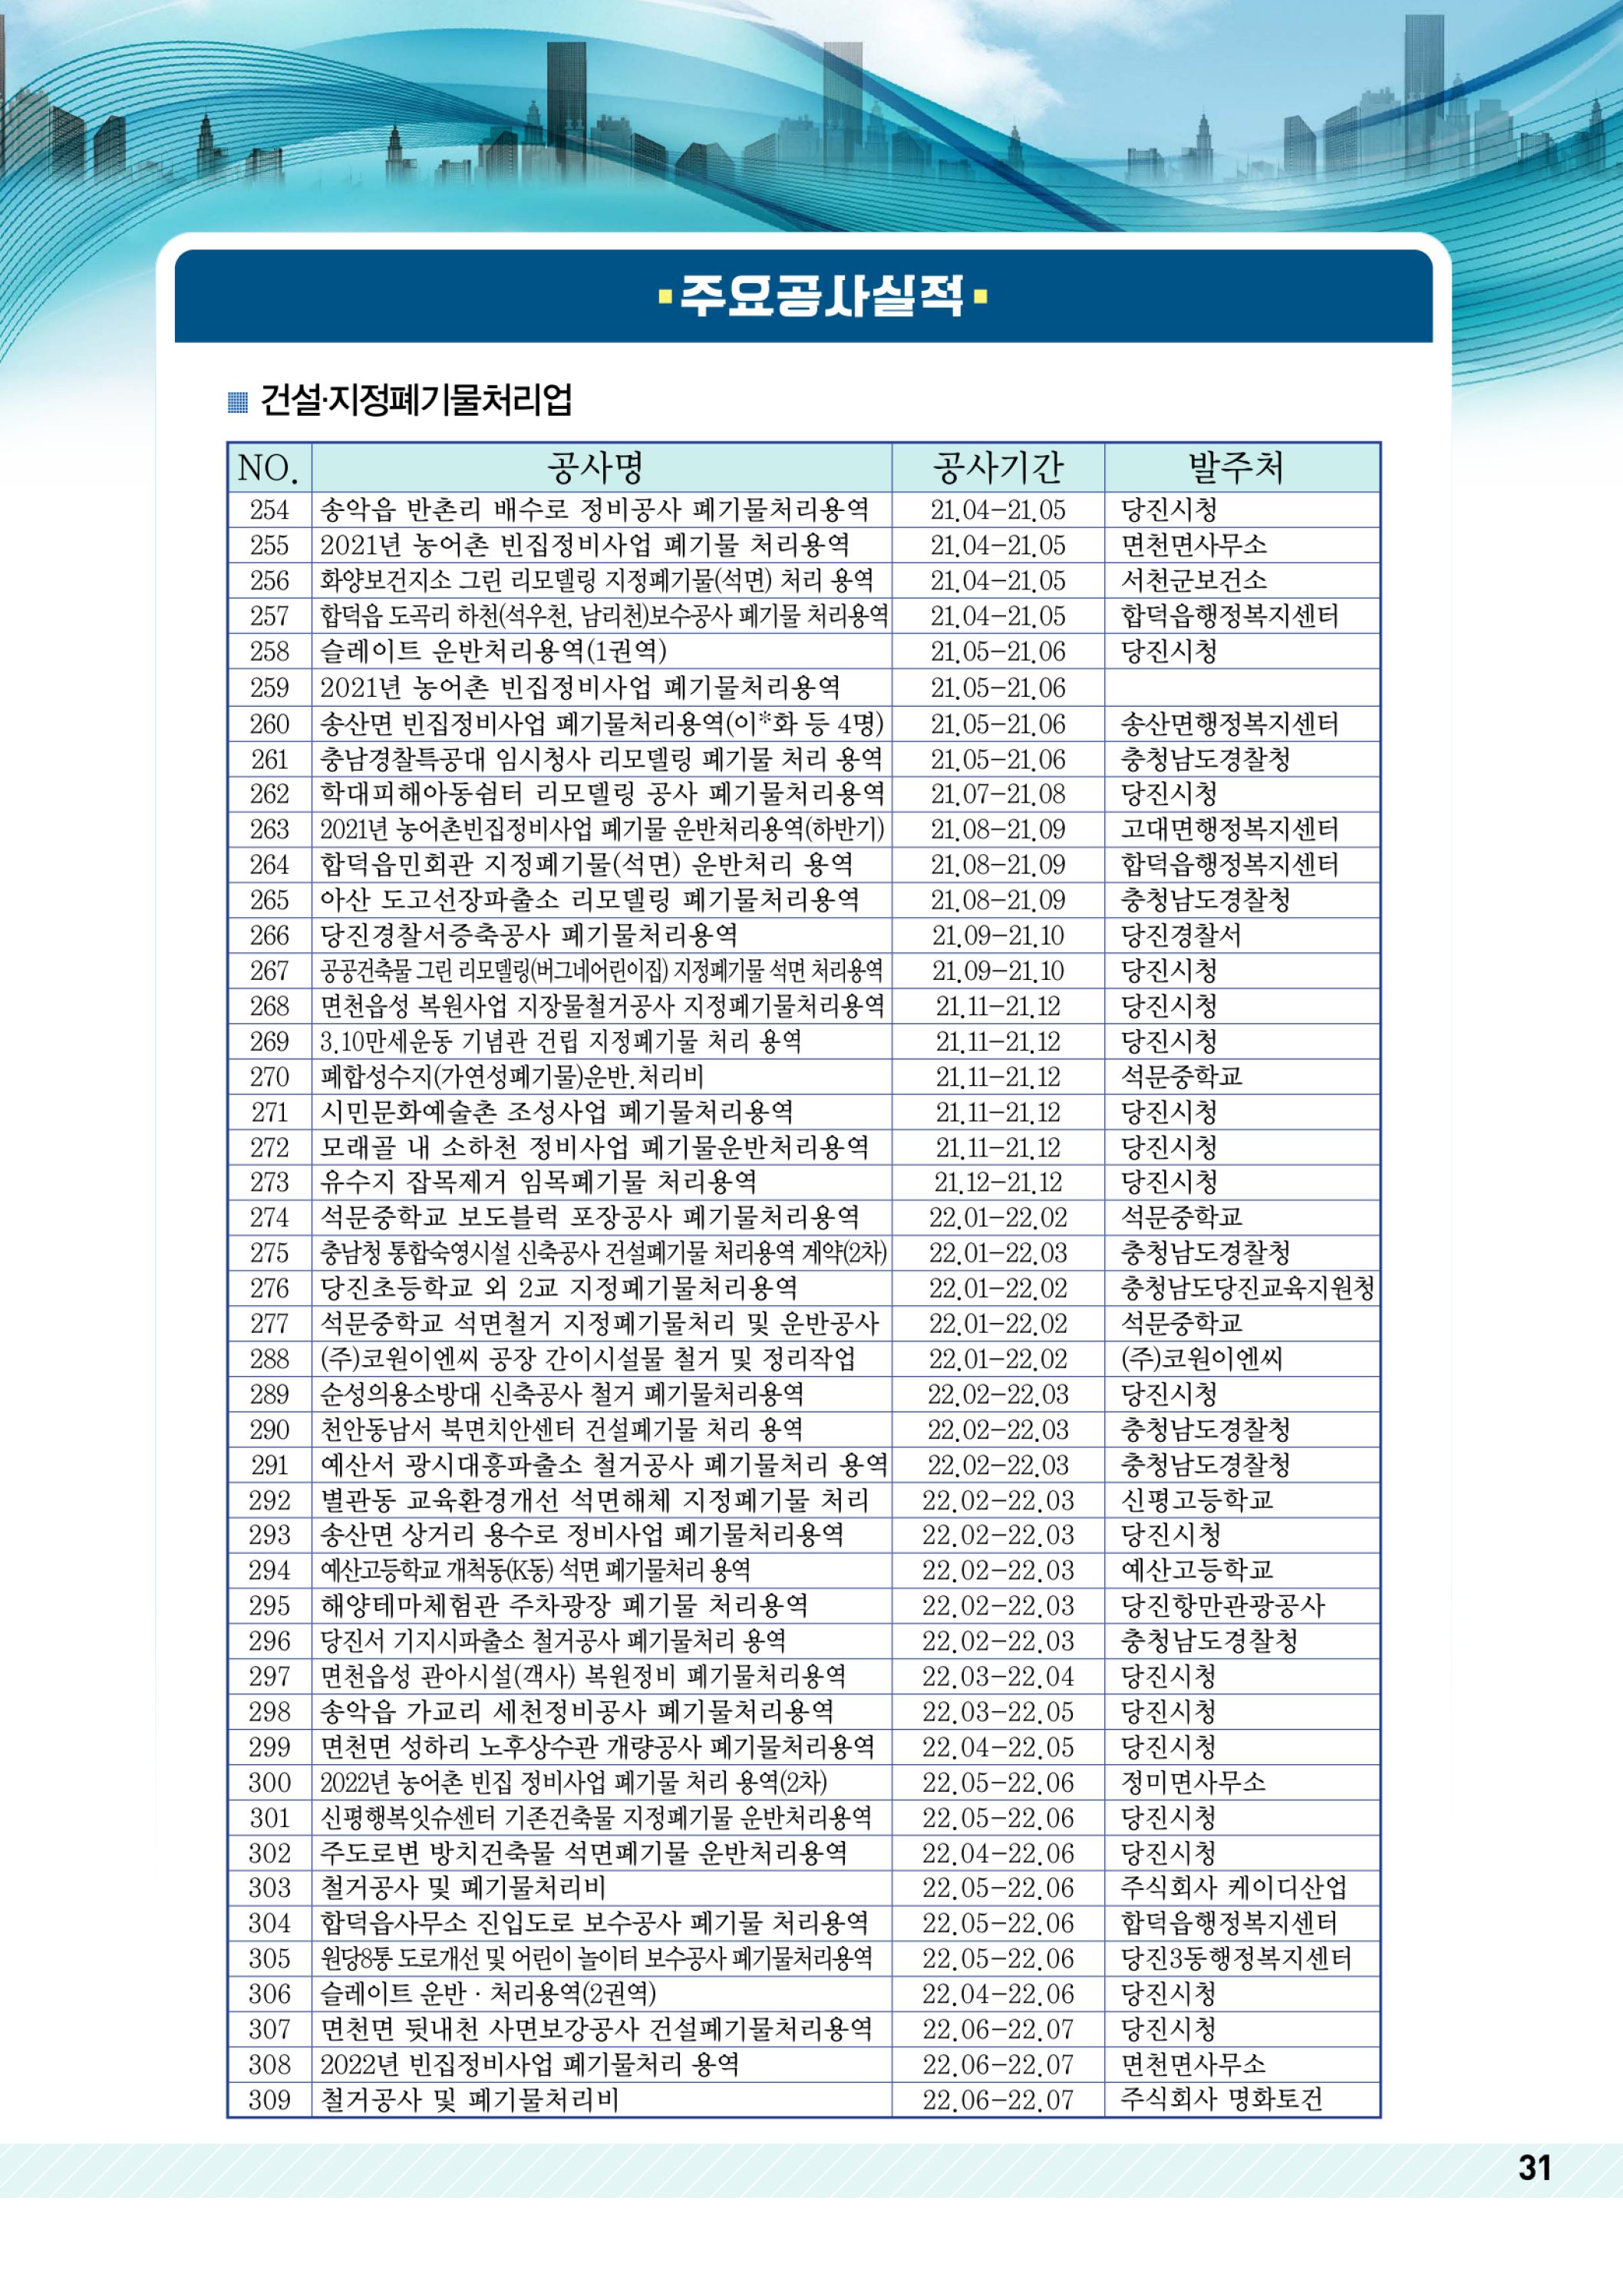 주요공사실적
건설·지정폐기물처리업
NO. 공사명 공사기간 발주처
254 송악읍 반촌리 배수로 정비공사 폐기물처리용역 21.04-21.05 당진시청
255 2021년 농어촌 빈집정비사업 폐기물 처리용역 21.04-21.05 면천면사무소
256 화양보건지소 그린 리모델링 지정폐기물(석면) 처리 용역 21.04-21.05 서천군보건소
257 합덕읍 도곡리 하천(석우천, 남리천)보수공사 폐기물 처리용역 21.04-21.05 합덕읍행정복지센터
258 슬레이트 운반처리용역(1권역) 21.05-21.06 당진시청
259 2021년 농어촌 빈집정비사업 폐기물처리용역 21.05-21.06
260 송산면 빈집정비사업 폐기물처리용역(이*화 등 4명) 21.05-21.06 송산면행정복지센터
261 충남경찰특공대 임시청사 리모델링 폐기물 처리 용역 21.05-21.06 충청남도경찰청
262 학대피해아동쉼터 리모델링 공사 폐기물처리용역 21.07-21.08 당진시청
263 2021년 농어촌빈집정비사업 폐기물 운반처리용역(하반기) 21.08-21.09 고대면행정복지센터
264 합덕읍민회관 지정폐기물(석면) 운반처리 용역 21.08-21.09 합덕읍행정복지센터
265 아산 도고선장파출소 리모델링 폐기물처리용역 21.08-21.09 충청남도경찰청
266 당진경찰서증축공사 폐기물처리용역 21.09-21.10 당진경찰서
267 공공건축물 그린 리모델링(버그네어린이집) 지정폐기물 석면 처리용역 21.09-21.10 당진시청
268 면천읍성 복원사업 지장물철거공사 지정폐기물처리용역 21.11-21.12 당진시청
269 3.10만세운동 기념관 건립 지정폐기물 처리 용역 21.11-21.12 당진시청
270 폐합성수지(가연성폐기물)운반.처리비 21.11-21.12 석문중학교
271 시민문화예술촌 조성사업 폐기물처리용역 21.11-21.12 당진시청
272 모래골 내 소하천 정비사업 폐기물운반처리용역 21.11-21.12 당진시청
273 유수지 잡목제거 임목폐기물 처리용역 21.12-21.12 당진시청
274 석문중학교 보도블럭 포장공사 폐기물처리용역 22.01-22.02 석문중학교
275 충남청 통합숙영시설 신축공사 건설폐기물 처리용역 계약(2차) 22.01-22.03 충청남도경찰청
276 당진초등학교 외 2교 지정폐기물처리용역 22.01-22.02 충청남도당진교육지원청
277 석문중학교 석면철거 지정폐기물처리 및 운반공사 22.01-22.02 석문중학교
288 (주)코원이엔씨 공장 간이시설물 철거 및 정리작업 22.01-22.02 (주)코원이엔씨
289 순성의용소방대 신축공사 철거 폐기물처리용역 22.02-22.03 당진시청
290 천안동남서 북면치안센터 건설폐기물 처리 용역 22.02-22.03 충청남도경찰청
291 예산서 광시대흥파출소 철거공사 폐기물처리 용역 22.02-22.03 충청남도경찰청
292 별관동 교육환경개선 석면해체 지정폐기물 처리 22.02-22.03 신평고등학교
293 송산면 상거리 용수로 정비사업 폐기물처리용역 22.02-22.03 당진시청
294 예산고등학교 개척동(K동) 석면 폐기물처리 용역 22.02-22.03 예산고등학교
295 해양테마체험관 주차광장 폐기물 처리용역 22.02-22.03 당진항만관광공사
296 당진서 기지시파출소 철거공사 폐기물처리 용역 22.02-22.03 충청남도경찰청
297 면천읍성 관아시설(객사) 복원정비 폐기물처리용역 22.03-22.04 당진시청
298 송악읍 가교리 세천정비공사 폐기물처리용역 22.03-22.05 당진시청
299 면천면 성하리 노후상수관 개량공사 폐기물처리용역 22.04-22.05 당진시청
300 2022년 농어촌 빈집 정비사업 폐기물 처리 용역(2차) 22.05-22.06 정미면사무소
301 신평행복잇슈센터 기존건축물 지정폐기물 운반처리용역 22.05-22.06 당진시청
302 주도로변 방치건축물 석면폐기물 운반처리용역 22.04-22.06 당진시청
303 철거공사 및 폐기물처리비 22.05-22.06 주식회사 케이디산업
304 합덕읍사무소 진입도로 보수공사 폐기물 처리용역 22.05-22.06 합덕읍행정복지센터
305 원당8통 도로개선 및 어린이 놀이터 보수공사 폐기물처리용역 22.05-22.06 당진3동행정복지센터
306 슬레이트 운반 · 처리용역(2권역) 22.04-22.06 당진시청
307 면천면 뒷내천 사면보강공사 건설폐기물처리용역 22.06-22.07 당진시청
308 2022년 빈집정비사업 폐기물처리 용역 22.06-22.07 면천면사무소
309 철거공사 및 폐기물처리비 22.06-22.07 주식회사 명화토건
31